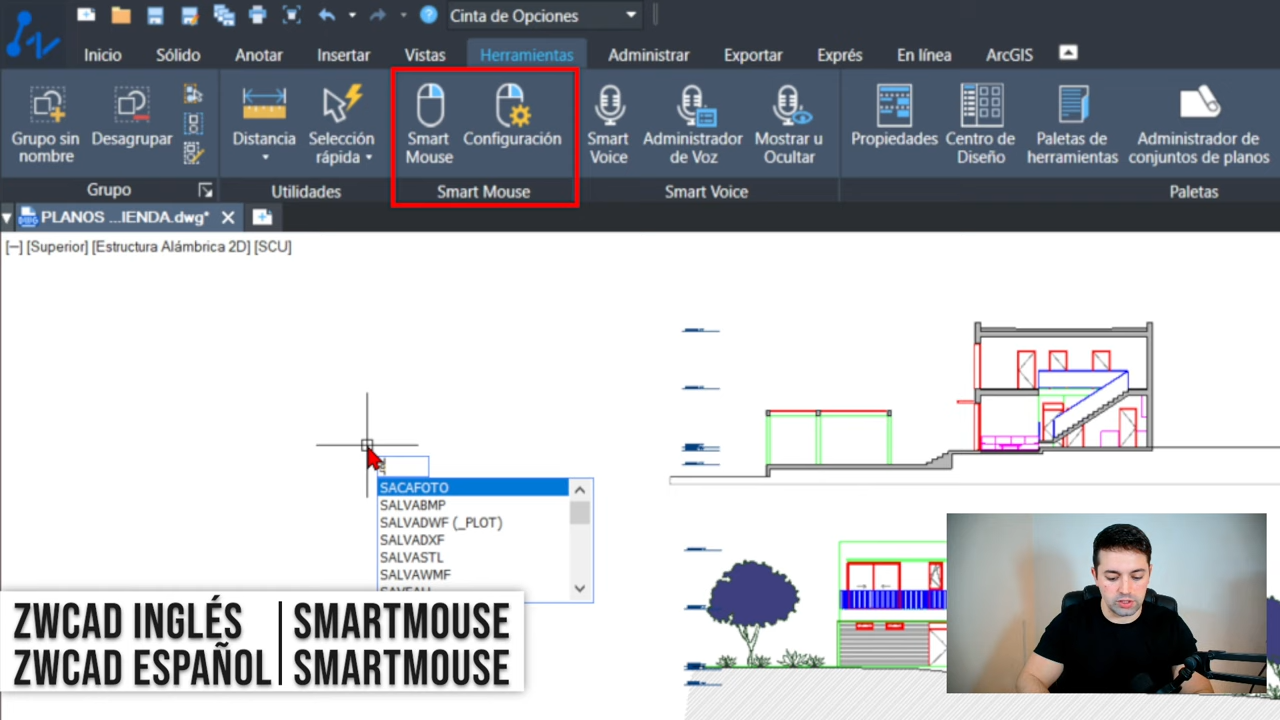 Cinta de Opciones
Inicio Sólido Anotar Insertar Vistas Herramientas Administrar Exportar Exprés En línea ArcGIS
Grupo sin nombre
Desagrupar
Grupo
Distancia
Selección rápida
Utilidades
Smart Mouse
Configuración
Smart Mouse
Smart Voice
Administrador de Voz
Mostrar u Ocultar
Smart Voice
Propiedades
Centro de Diseño
Paletas de herramientas
Administrador de conjuntos de planos
Paletas
PLANOS ...IENDA.dwg*
[−] [Superior] [Estructura Alámbrica 2D] [SCU]
SACAFOTO
SALVABMP
SALVADWF (_PLOT)
SALVADXF
SALVASTL
SALVAWMF
ZWCAD INGLÉS | SMARTMOUSE
ZWCAD ESPAÑOL | SMARTMOUSE